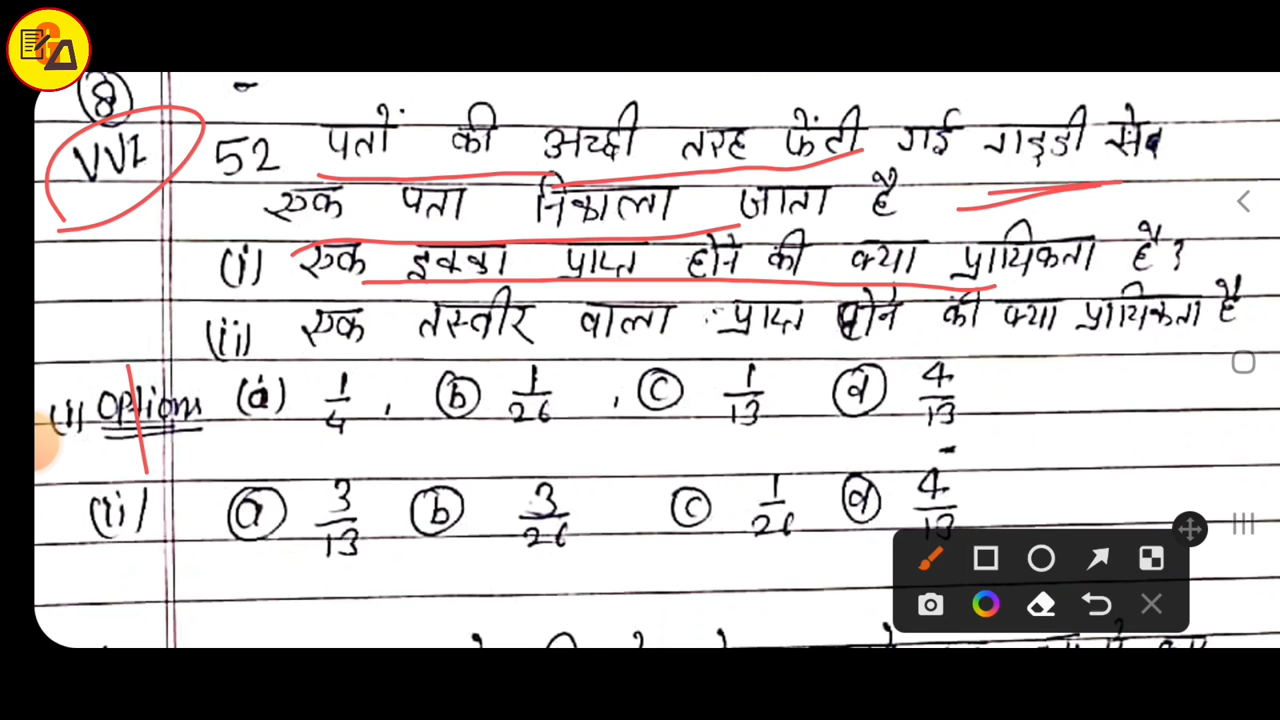 8
VVI 52 पतों की अच्छी तरह फेंटी गई गड्डी से
एक पता निकाला जाता है
(i) एक इक्का प्राप्त होने की क्या प्रायिकता है?
(ii) एक तस्वीर वाला प्राप्त होने की क्या प्रायिकता है
(i) Options (a) 1/4 , (b) 1/26 , (c) 1/13 (d) 4/13
(ii) (a) 3/13 (b) 3/26 (c) 1/26 (d) 4/13